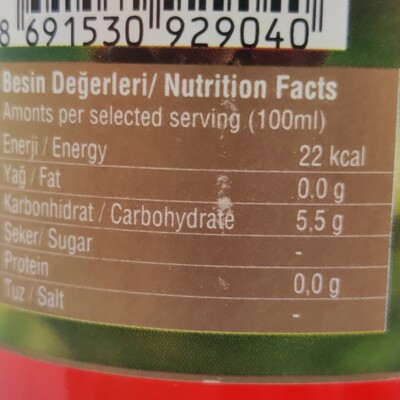 8 691530 929040
Besin Değerleri/ Nutrition Facts
Amonts per selected serving (100ml)
Enerji / Energy 22 kcal
Yağ / Fat 0.0 g
Karbonhidrat / Carbohydrate 5,5 g
Şeker/ Sugar -
Protein 0,0 g
Tuz / Salt -